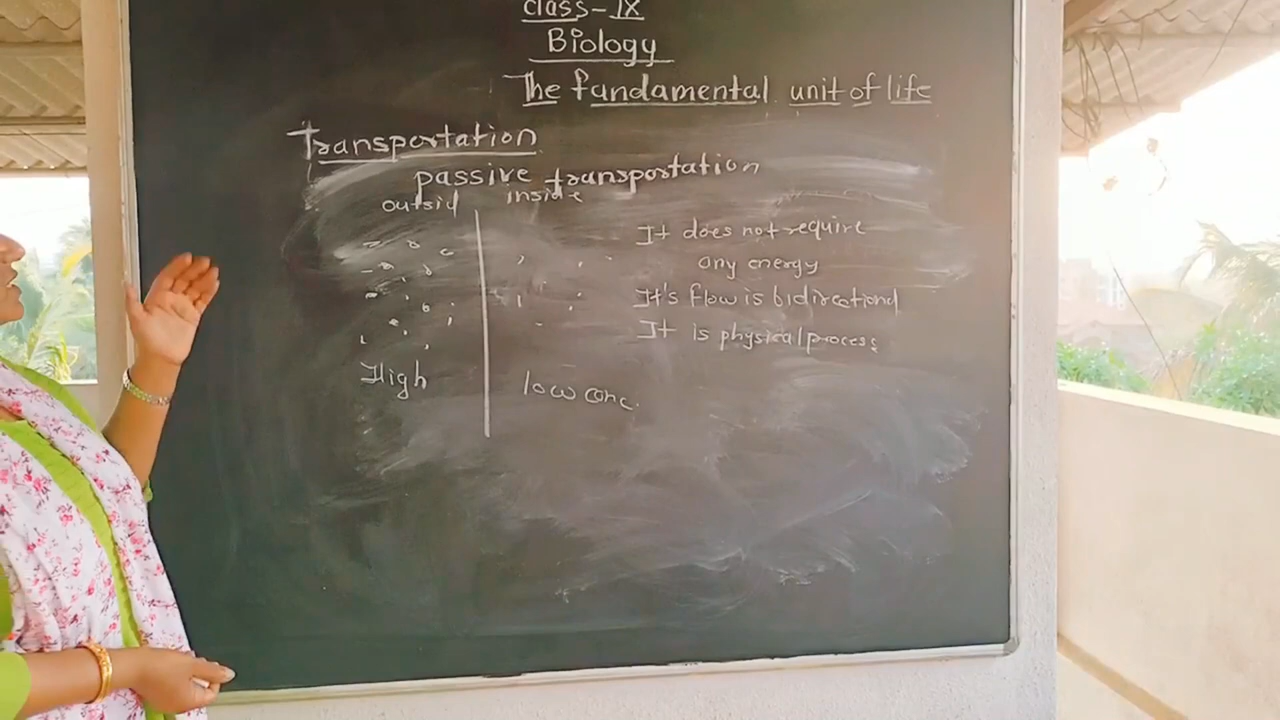 class-IX
Biology
The fundamental unit of life
Transportation
passive transportation
outsid inside
It does not require
any energy
It's flow is bidirectional
It is physical process
High low conc.